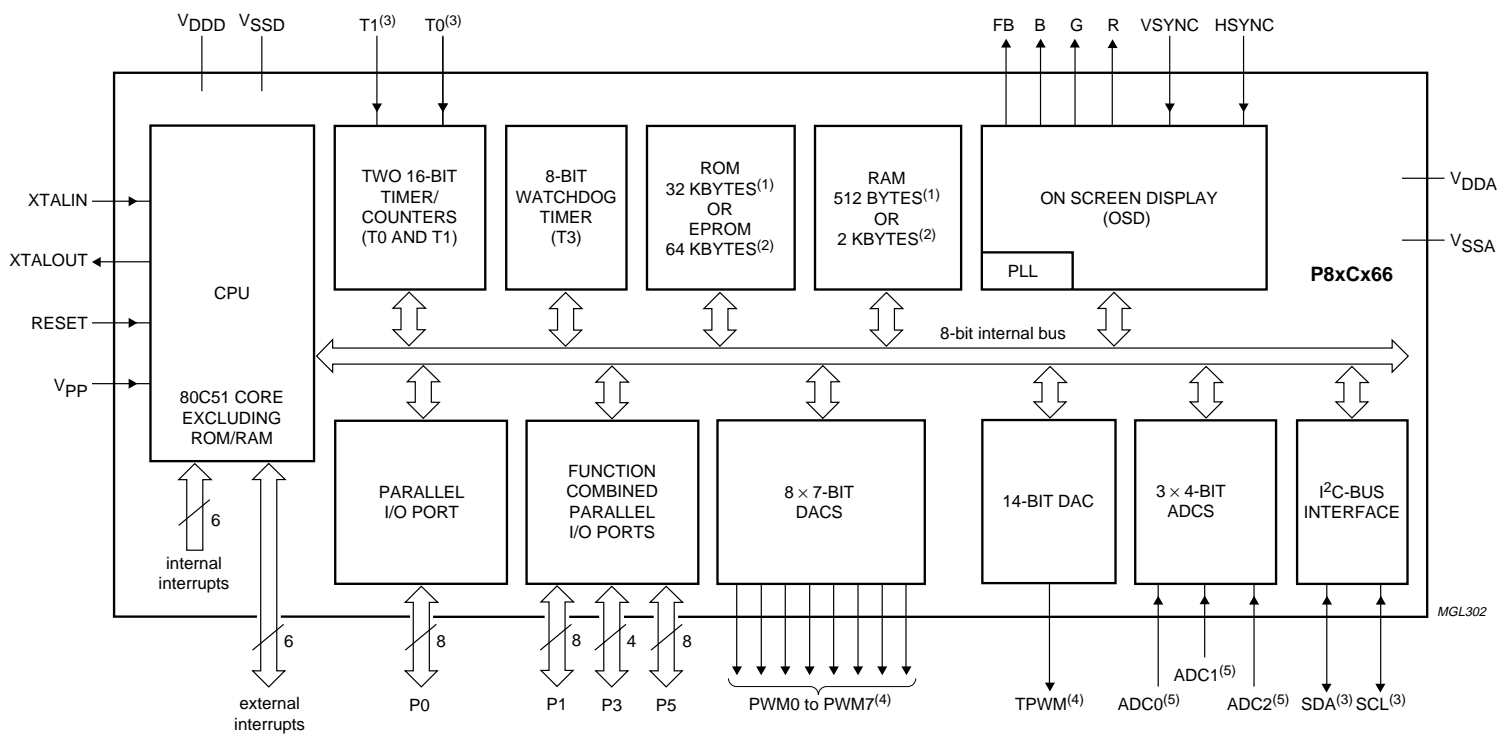 VDDD VSSD T1(3) T0(3) FB B G R VSYNC HSYNC
XTALIN
XTALOUT
RESET
VPP
CPU
80C51 CORE
EXCLUDING
ROM/RAM
TWO 16-BIT
TIMER/
COUNTERS
(T0 AND T1)
8-BIT
WATCHDOG
TIMER
(T3)
ROM
32 KBYTES(1)
OR
EPROM
64 KBYTES(2)
RAM
512 BYTES(1)
OR
2 KBYTES(2)
ON SCREEN DISPLAY
(OSD)
PLL
VDDA
VSSA
P8xCx66
8-bit internal bus
PARALLEL
I/O PORT
FUNCTION
COMBINED
PARALLEL
I/O PORTS
8 × 7-BIT
DACS
14-BIT DAC
3 × 4-BIT
ADCS
I2C-BUS
INTERFACE
6
internal
interrupts
6
8
8
4
8
MGL302
external
interrupts
P0
P1 P3 P5
PWM0 to PWM7(4)
TPWM(4)
ADC0(5)
ADC1(5)
ADC2(5)
SDA(3) SCL(3)